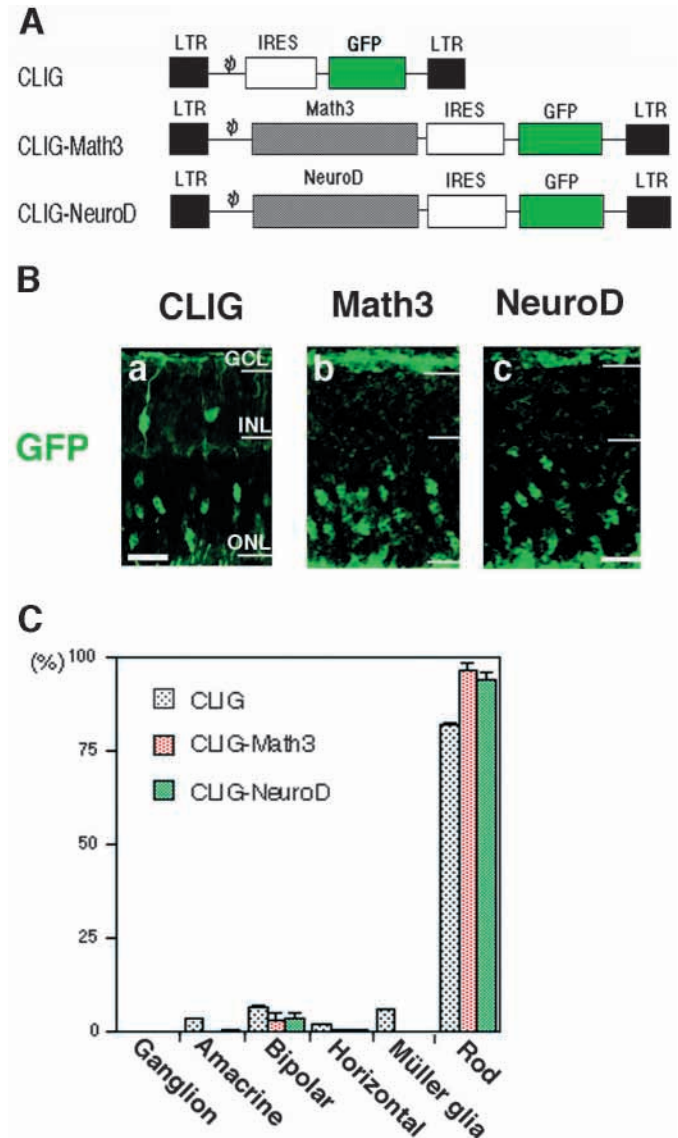 A
LTR ψ IRES GFP LTR
CLIG
LTR ψ Math3 IRES GFP LTR
CLIG-Math3
LTR ψ NeuroD IRES GFP LTR
CLIG-NeuroD
B
CLIG Math3 NeuroD
a GCL b c
INL
GFP
ONL
C
(%) 100
CLIG
75
CLIG-Math3
CLIG-NeuroD
50
25
0
Ganglion Amacrine Bipolar Horizontal Müller glia Rod